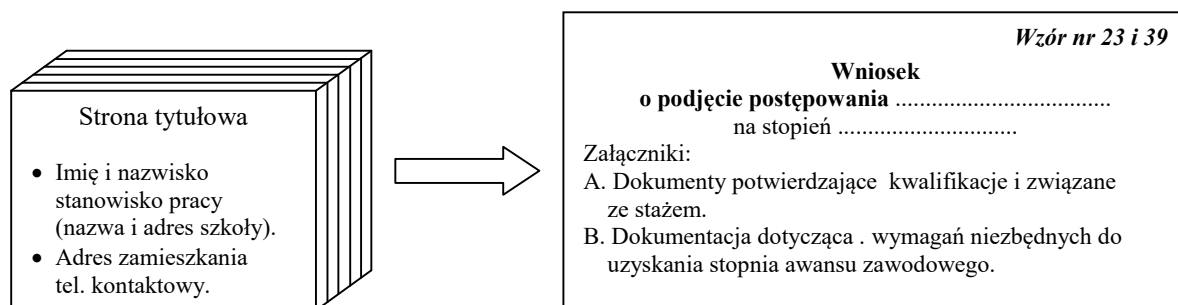 Strona tytułowa
• Imię i nazwisko
stanowisko pracy
(nazwa i adres szkoły).
• Adres zamieszkania
tel. kontaktowy.
Wzór nr 23 i 39
Wniosek
o podjęcie postępowania ...................................
na stopień .............................
Załączniki:
A. Dokumenty potwierdzające kwalifikacje i związane
ze stażem.
B. Dokumentacja dotycząca . wymagań niezbędnych do
uzyskania stopnia awansu zawodowego.